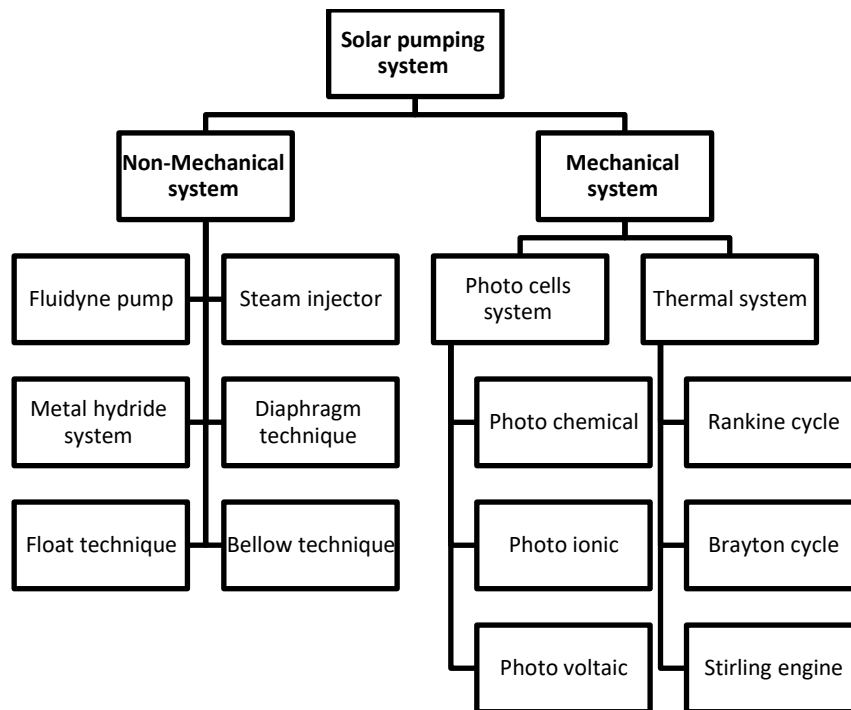 Solar pumping
system
Non-Mechanical
system
Mechanical
system
Fluidyne pump
Steam injector
Photo cells
system
Thermal system
Metal hydride
system
Diaphragm
technique
Photo chemical
Rankine cycle
Float technique
Bellow technique
Photo ionic
Brayton cycle
Photo voltaic
Stirling engine